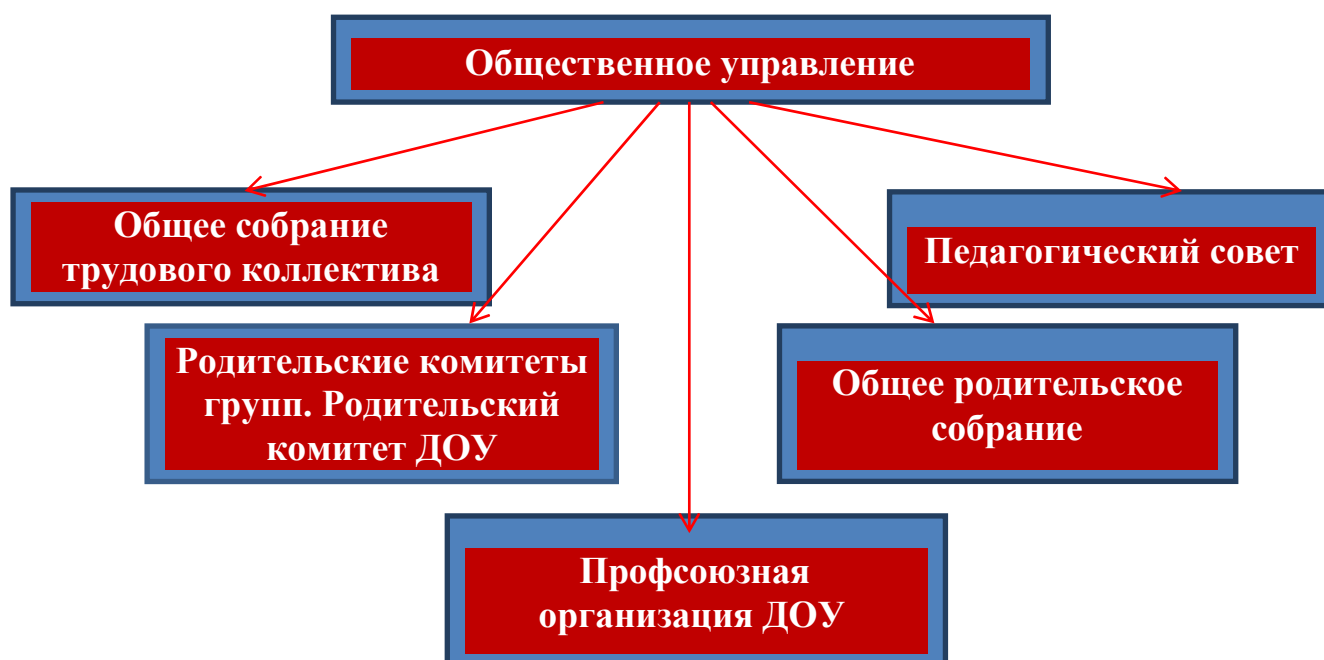 Общественное управление
Общее собрание
трудового коллектива
Педагогический совет
Родительские комитеты
групп. Родительский
комитет ДОУ
Общее родительское
собрание
Профсоюзная
организация ДОУ